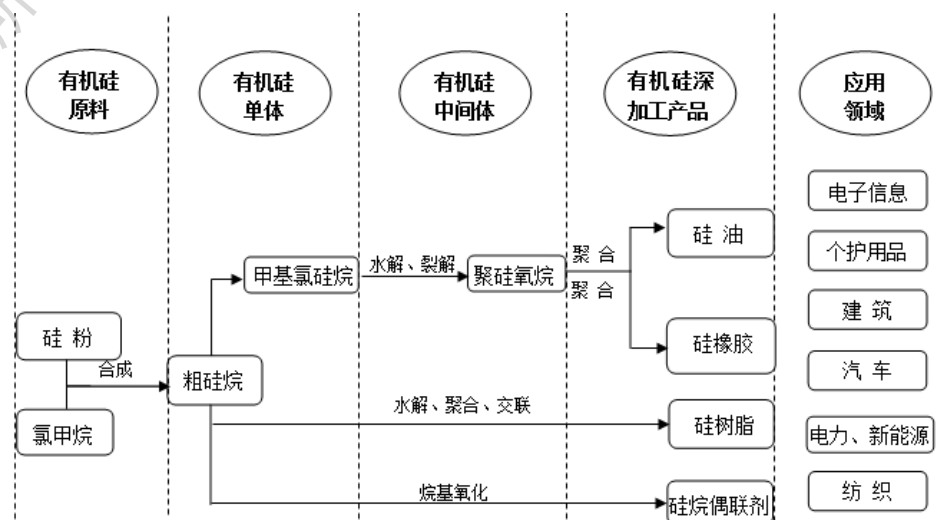 有机硅
原料
有机硅
单体
有机硅
中间体
有机硅深
加工产品
应用
领域
电子信息
硅 油
个护用品
聚 合
水解、裂解
甲基氯硅烷
聚硅氧烷
聚 合
建 筑
硅 粉
硅橡胶
汽 车
合成
粗硅烷
水解、聚合、交联
硅树脂
氯甲烷
电力、新能源
烷基氧化
硅烷偶联剂
纺 织